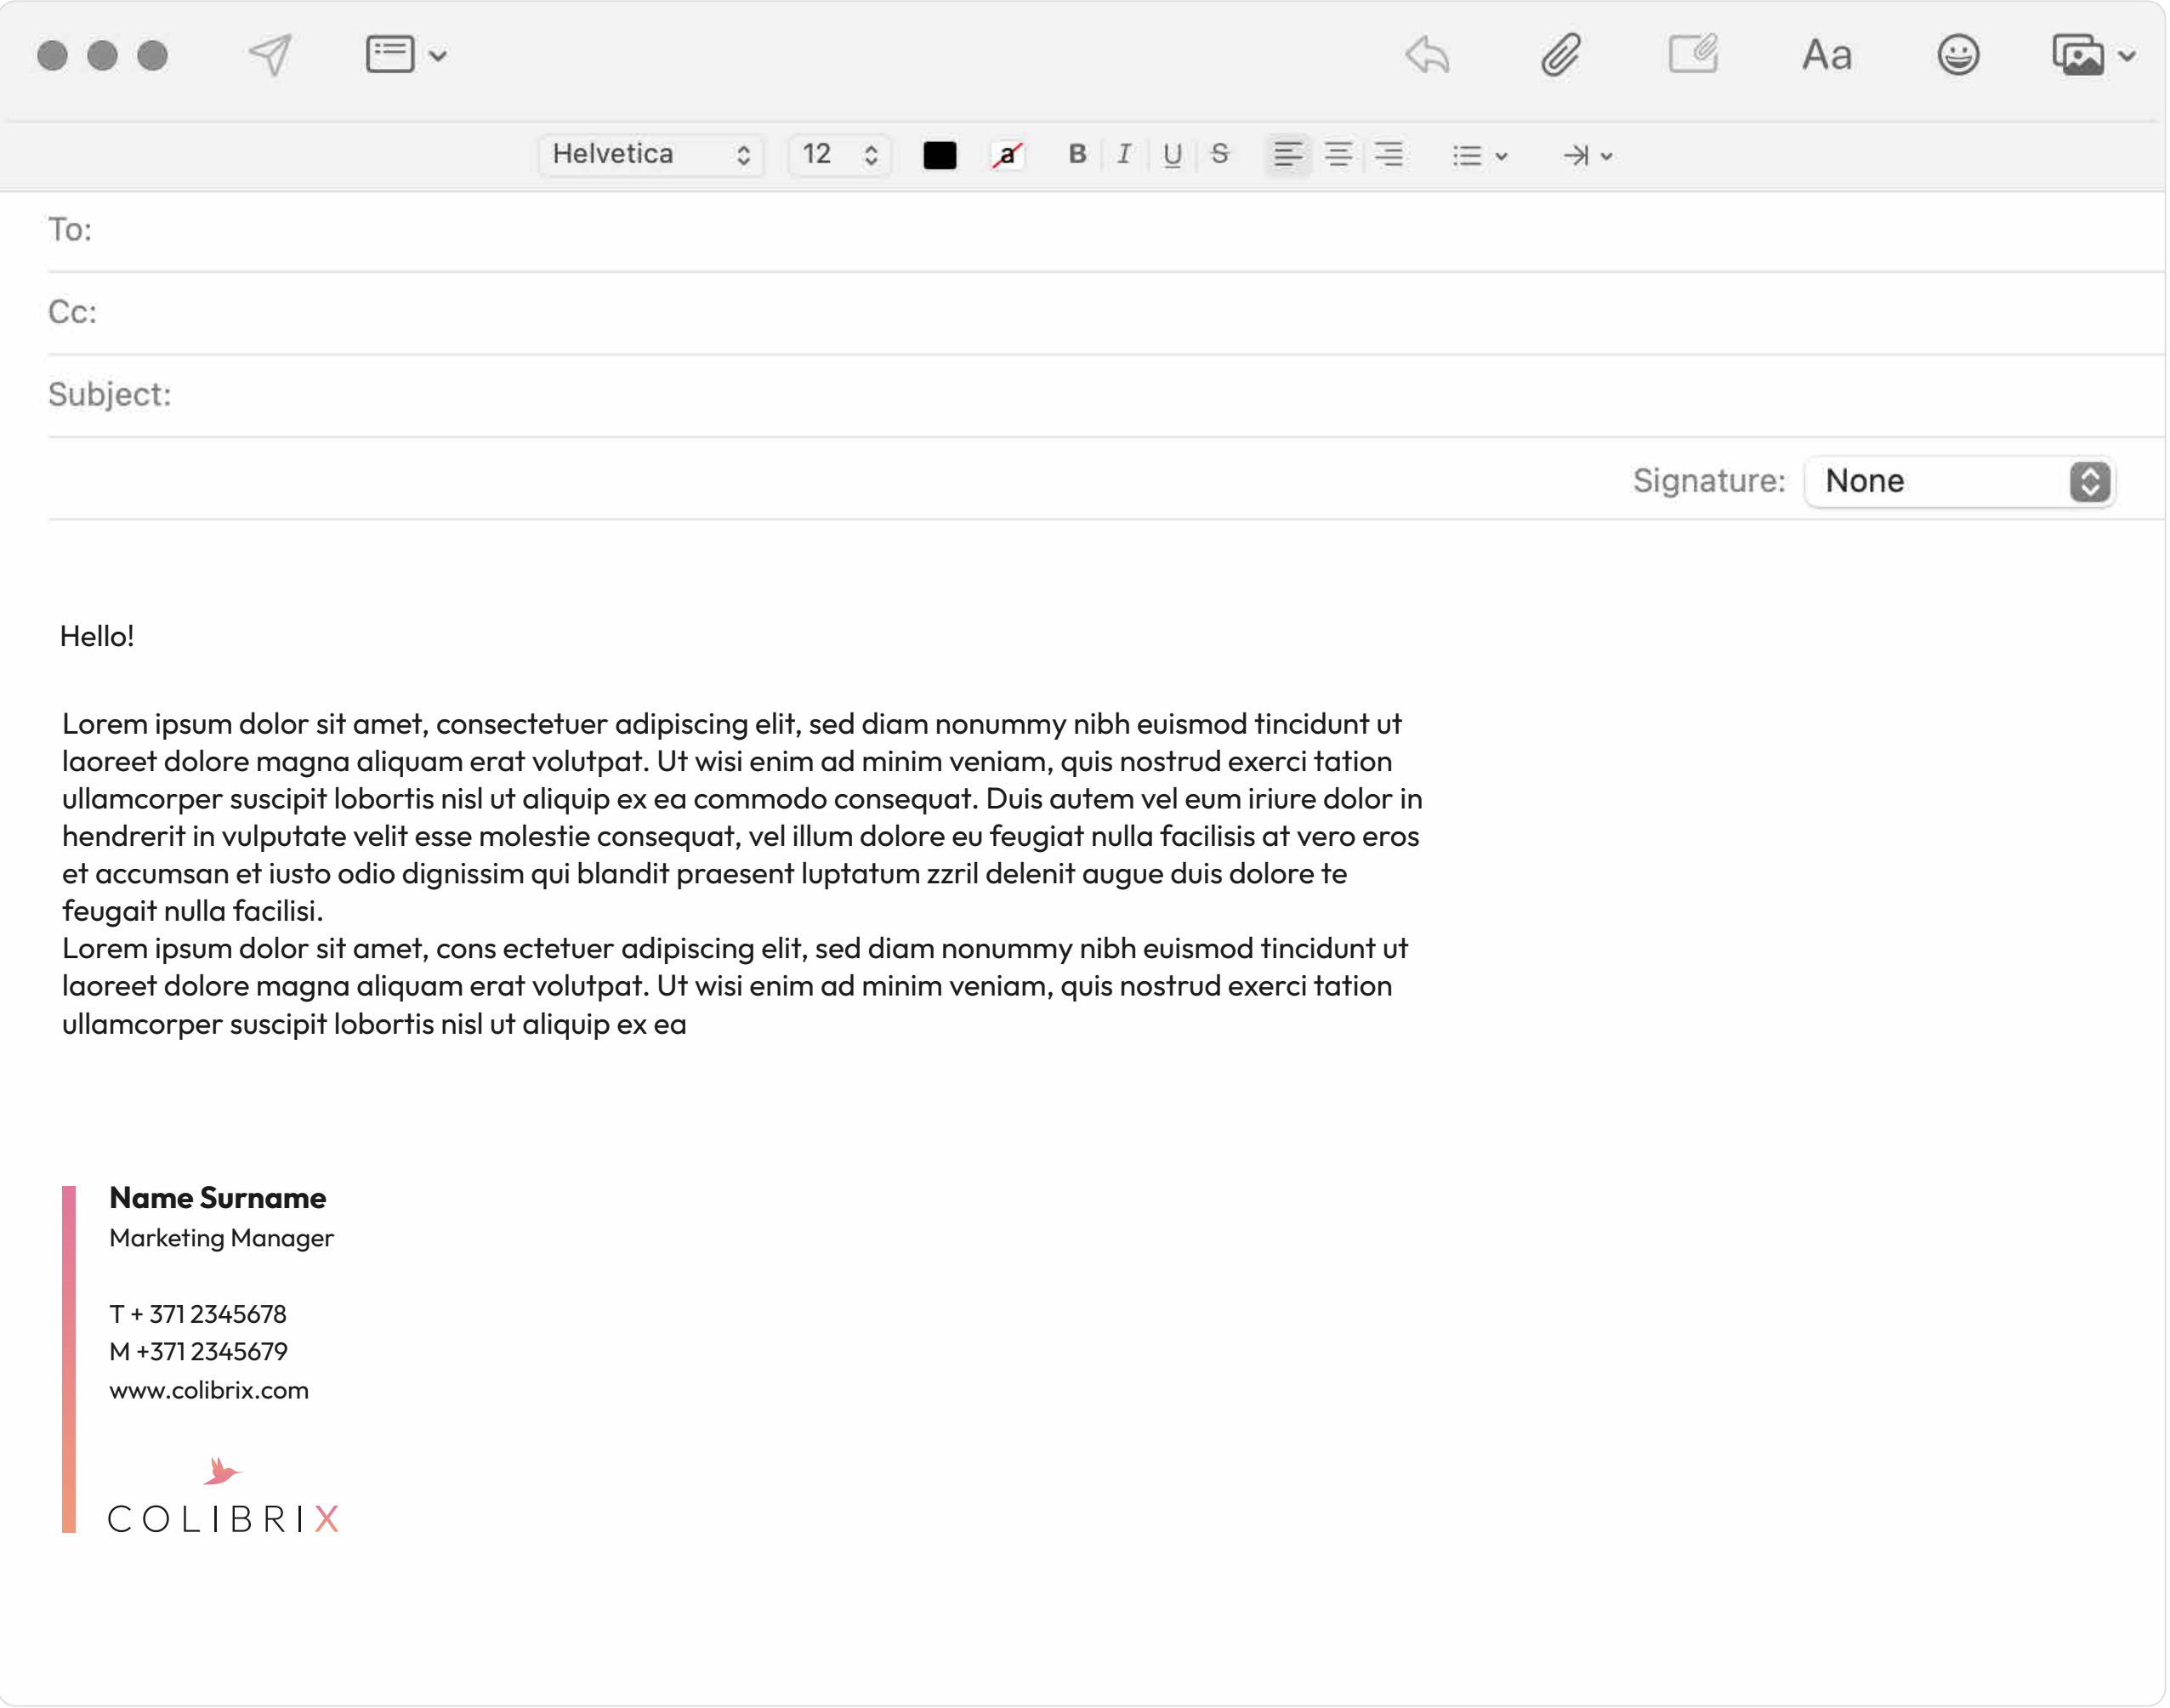 Aa
Helvetica 12 a B I U S
To:
Cc:
Subject:
Signature: None
Hello!
Lorem ipsum dolor sit amet, consectetuer adipiscing elit, sed diam nonummy nibh euismod tincidunt ut
laoreet dolore magna aliquam erat volutpat. Ut wisi enim ad minim veniam, quis nostrud exerci tation
ullamcorper suscipit lobortis nisl ut aliquip ex ea commodo consequat. Duis autem vel eum iriure dolor in
hendrerit in vulputate velit esse molestie consequat, vel illum dolore eu feugiat nulla facilisis at vero eros
et accumsan et iusto odio dignissim qui blandit praesent luptatum zzril delenit augue duis dolore te
feugait nulla facilisi.
Lorem ipsum dolor sit amet, cons ectetuer adipiscing elit, sed diam nonummy nibh euismod tincidunt ut
laoreet dolore magna aliquam erat volutpat. Ut wisi enim ad minim veniam, quis nostrud exerci tation
ullamcorper suscipit lobortis nisl ut aliquip ex ea
Name Surname
Marketing Manager
T + 371 2345678
M +371 2345679
www.colibrix.com
COLIBRIX